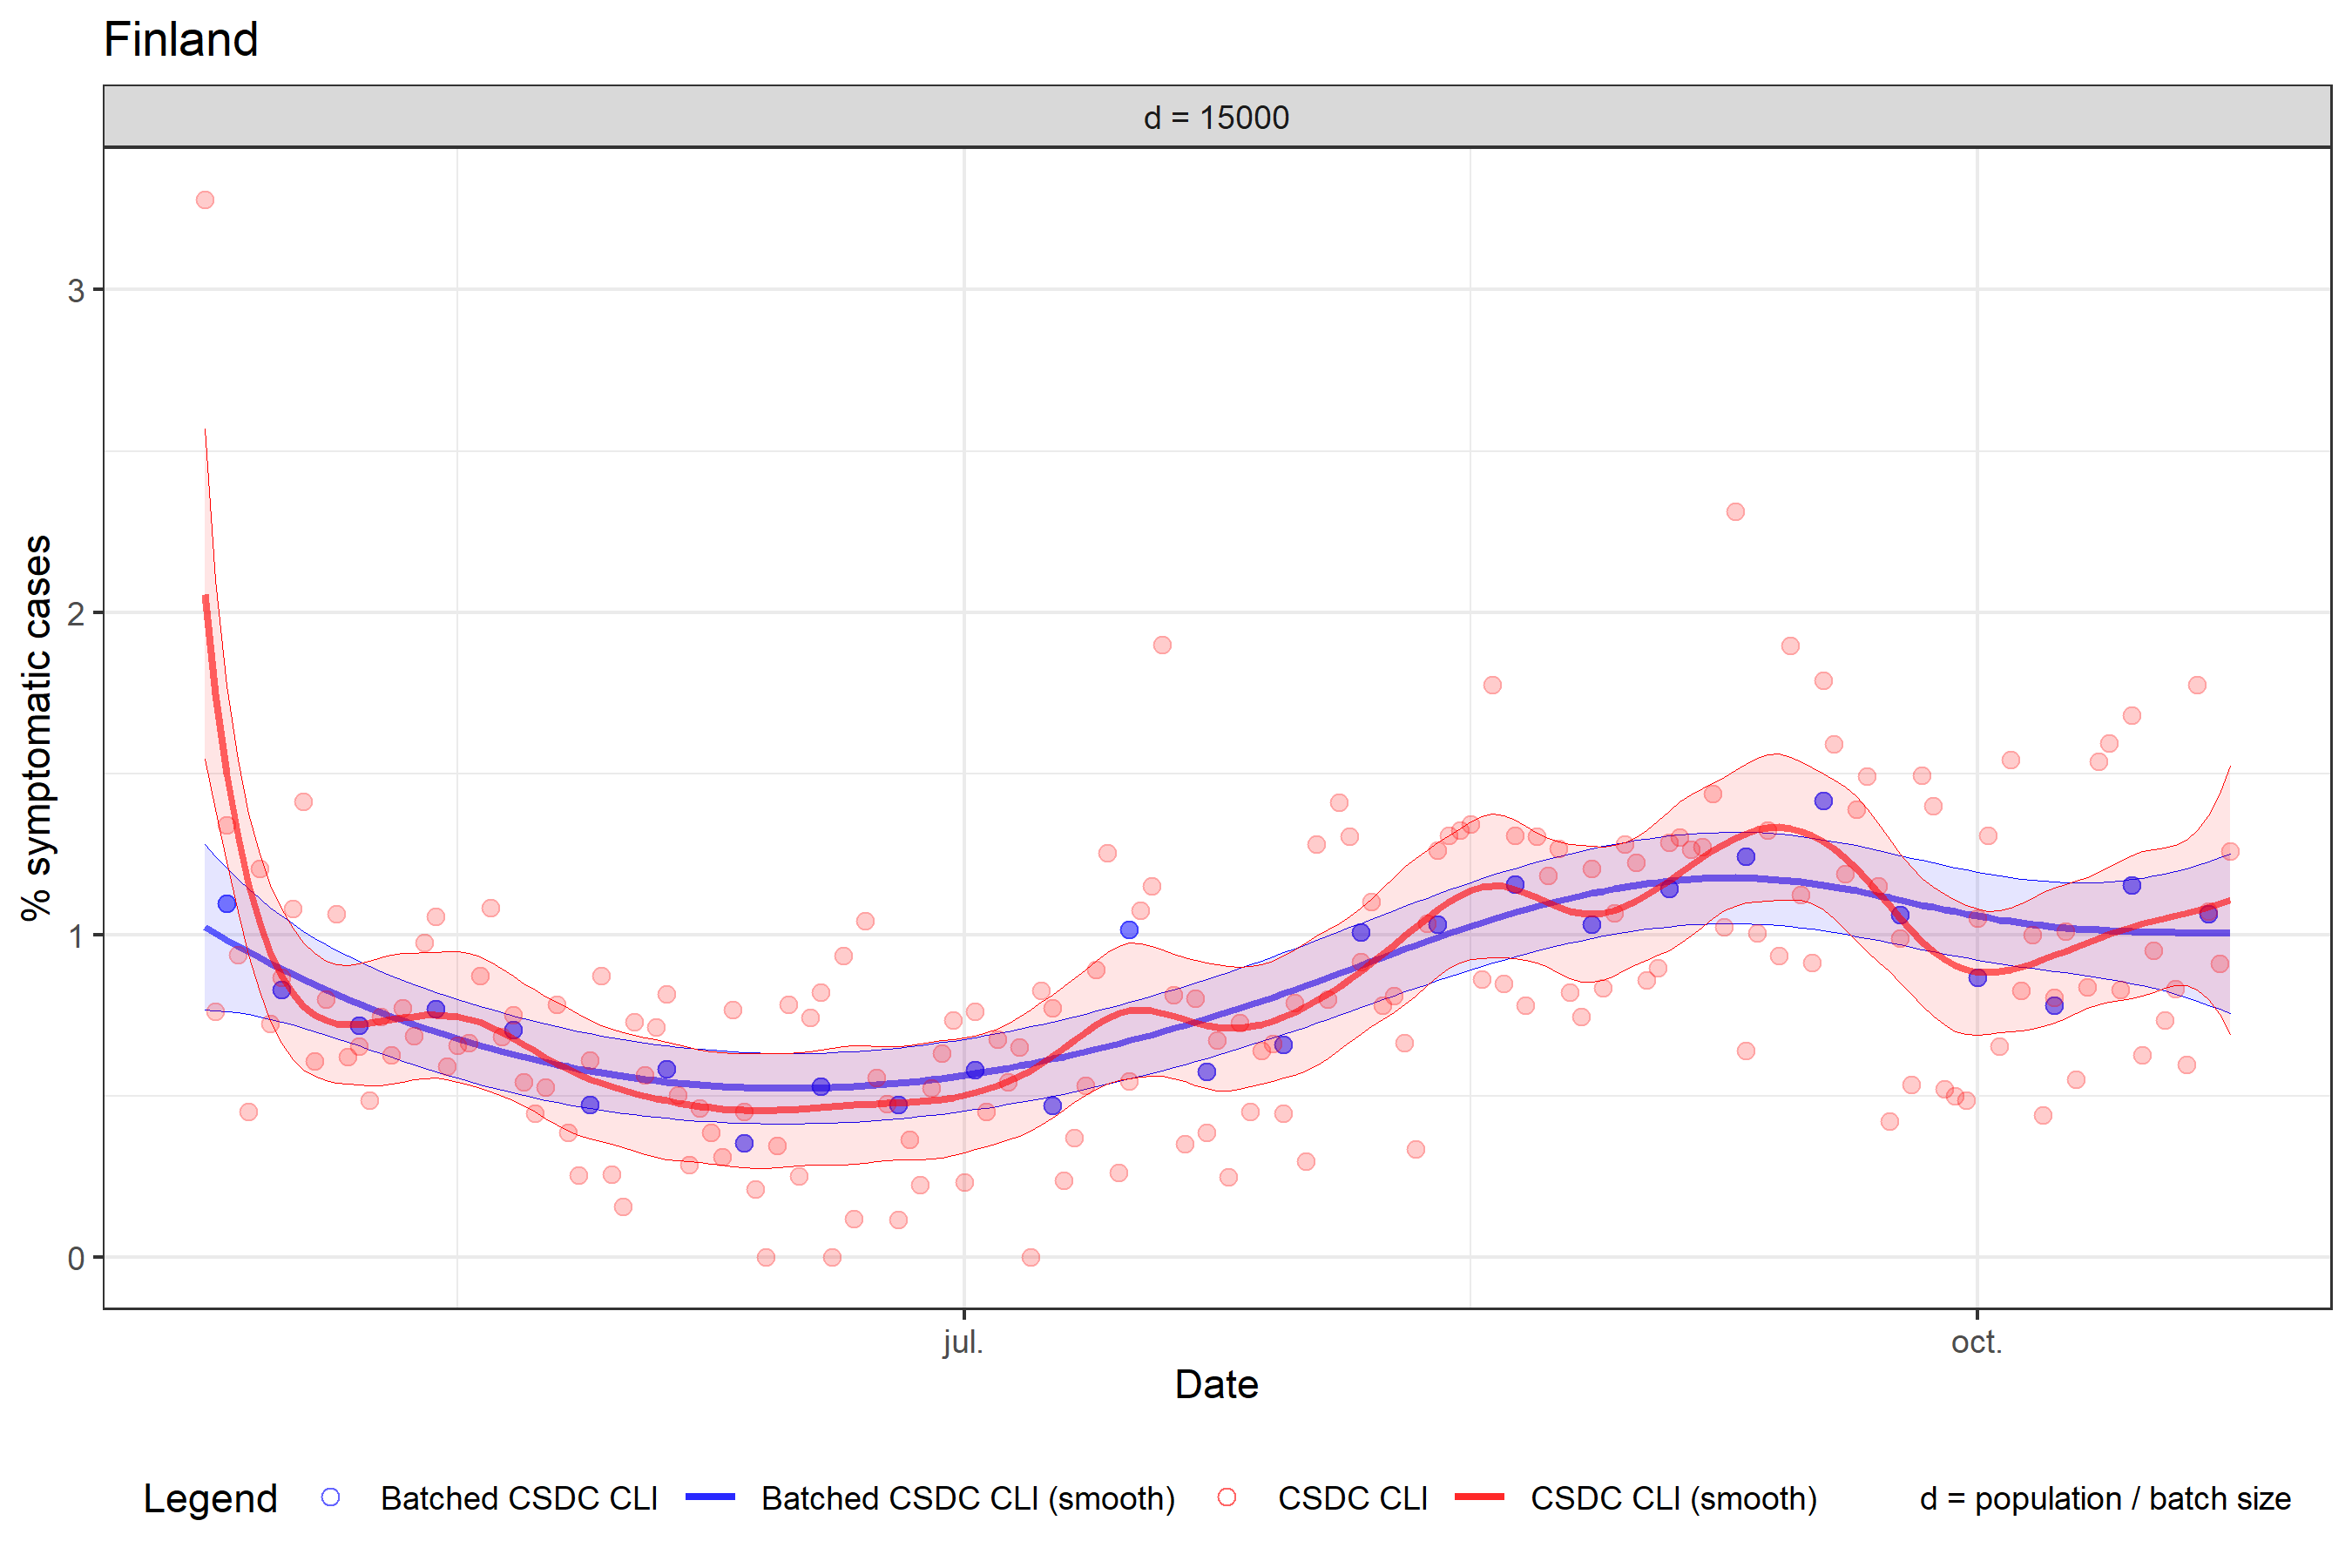 Finland
d = 15000
% symptomatic cases
3
2
1
0
jul.
oct.
Date
Legend
Batched CSDC CLI
Batched CSDC CLI (smooth)
CSDC CLI
CSDC CLI (smooth)
d = population / batch size